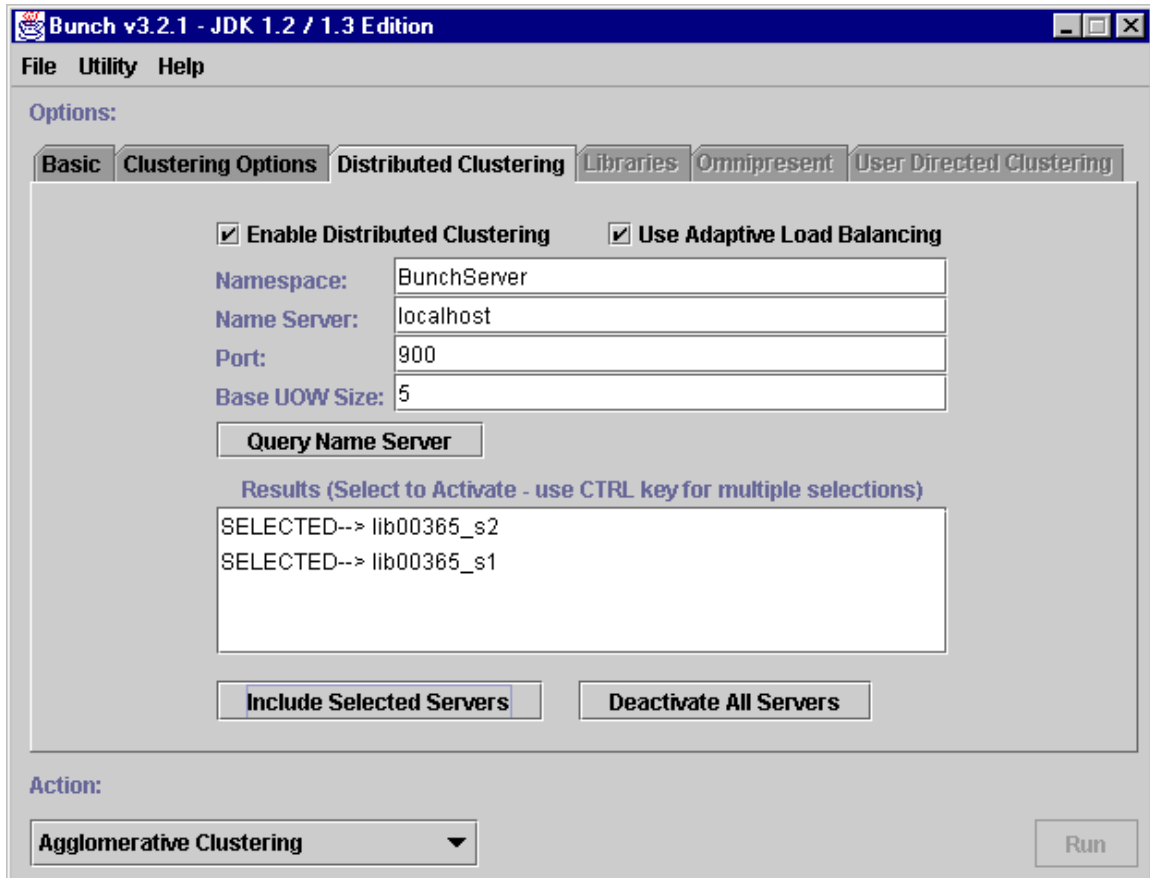 Bunch v3.2.1 - JDK 1.2 / 1.3 Edition
File Utility Help
Options:
Basic Clustering Options Distributed Clustering Libraries Omnipresent User Directed Clustering
Enable Distributed Clustering Use Adaptive Load Balancing
Namespace: BunchServer
Name Server: localhost
Port: 900
Base UOW Size: 5
Query Name Server
Results (Select to Activate - use CTRL key for multiple selections)
SELECTED--> lib00365_s2
SELECTED--> lib00365_s1
Include Selected Servers Deactivate All Servers
Action:
Agglomerative Clustering Run